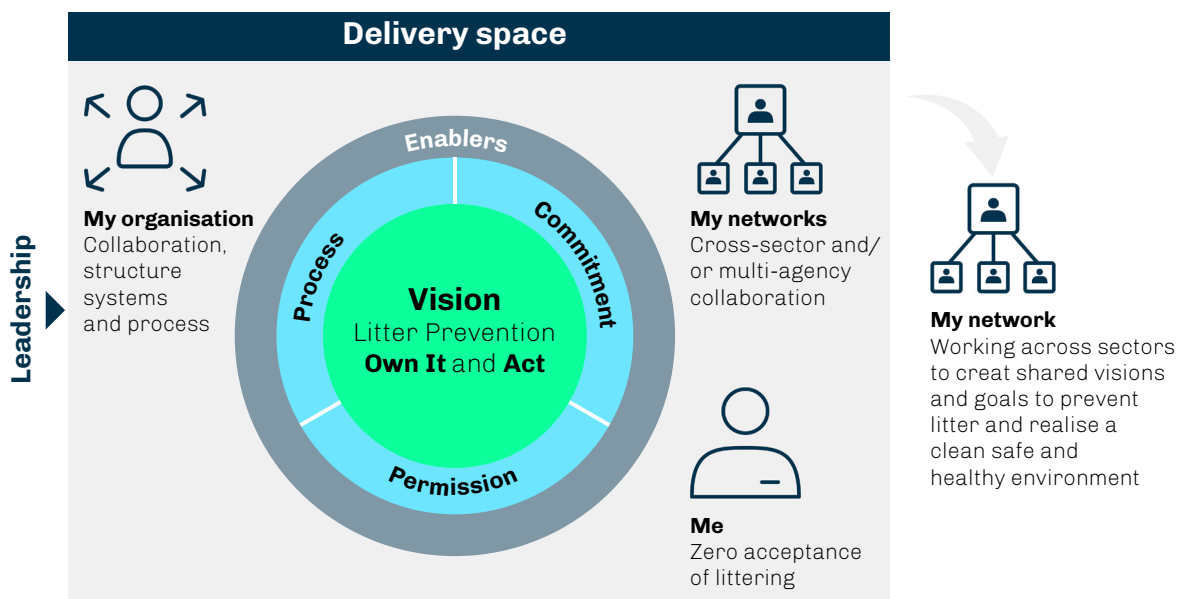 Delivery space
Leadership
My organisation
Collaboration,
structure
systems
and process
Enablers
Process
Commitment
Permission
Vision
Litter Prevention
Own It and Act
My networks
Cross-sector and/
or multi-agency
collaboration
Me
Zero acceptance
of littering
My network
Working across sectors
to creat shared visions
and goals to prevent
litter and realise a
clean safe and
healthy environment